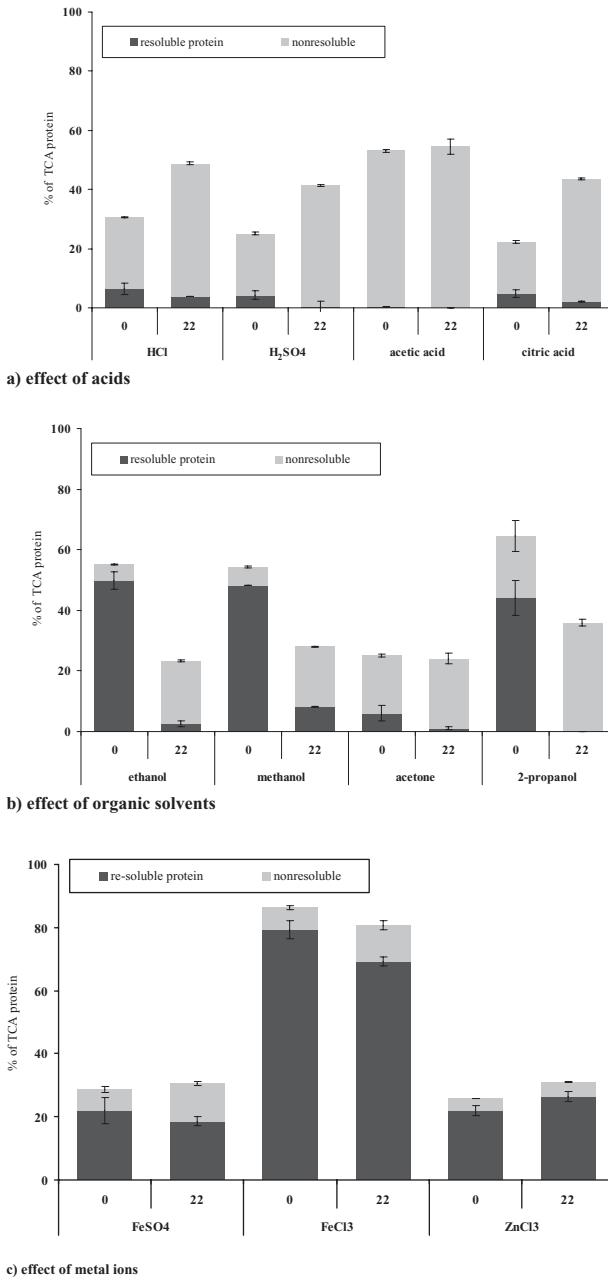 100
resoluble protein nonresoluble
80
60
40
20
0
% of TCA protein
0 22 0 22 0 22 0 22
HCl H2SO4 acetic acid citric acid
a) effect of acids
100
resoluble protein nonresoluble
80
60
40
20
0
% of TCA protein
0 22 0 22 0 22 0 22
ethanol methanol acetone 2-propanol
b) effect of organic solvents
100
re-soluble protein nonresoluble
80
60
40
20
0
% of TCA protein
0 22 0 22 0 22
FeSO4 FeCl3 ZnCl3
c) effect of metal ions